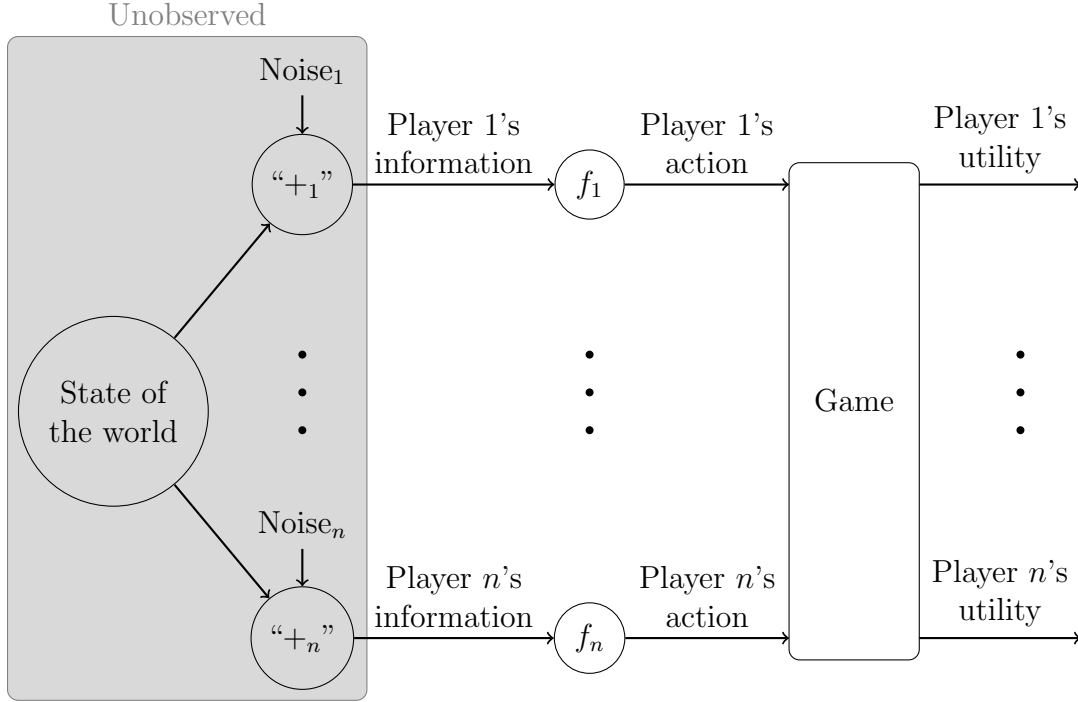 Unobserved
Noise₁
“+₁”
Player 1's
information
f₁
Player 1's
action
Player 1's
utility
State of
the world
Game
Noiseₙ
“+ₙ”
Player n's
information
fₙ
Player n's
action
Player n's
utility